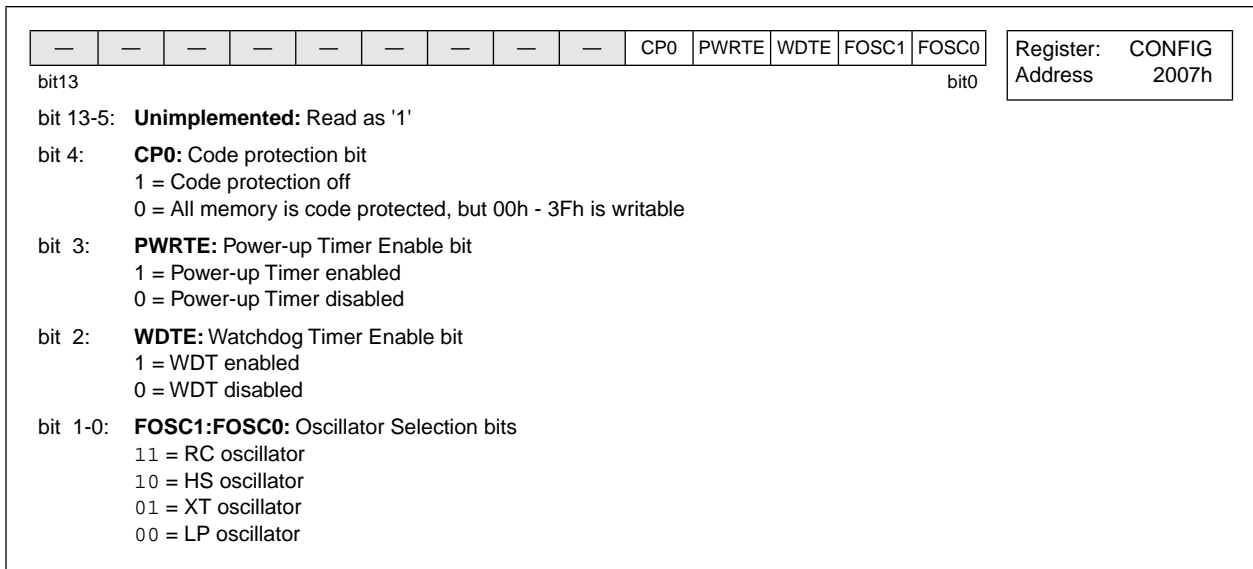 — — — — — — — — — CP0 PWRTE WDTE FOSC1 FOSC0
bit13 bit0
Register: CONFIG
Address 2007h
bit 13-5: Unimplemented: Read as '1'
bit 4: CP0: Code protection bit
1 = Code protection off
0 = All memory is code protected, but 00h - 3Fh is writable
bit 3: PWRTE: Power-up Timer Enable bit
1 = Power-up Timer enabled
0 = Power-up Timer disabled
bit 2: WDTE: Watchdog Timer Enable bit
1 = WDT enabled
0 = WDT disabled
bit 1-0: FOSC1:FOSC0: Oscillator Selection bits
11 = RC oscillator
10 = HS oscillator
01 = XT oscillator
00 = LP oscillator